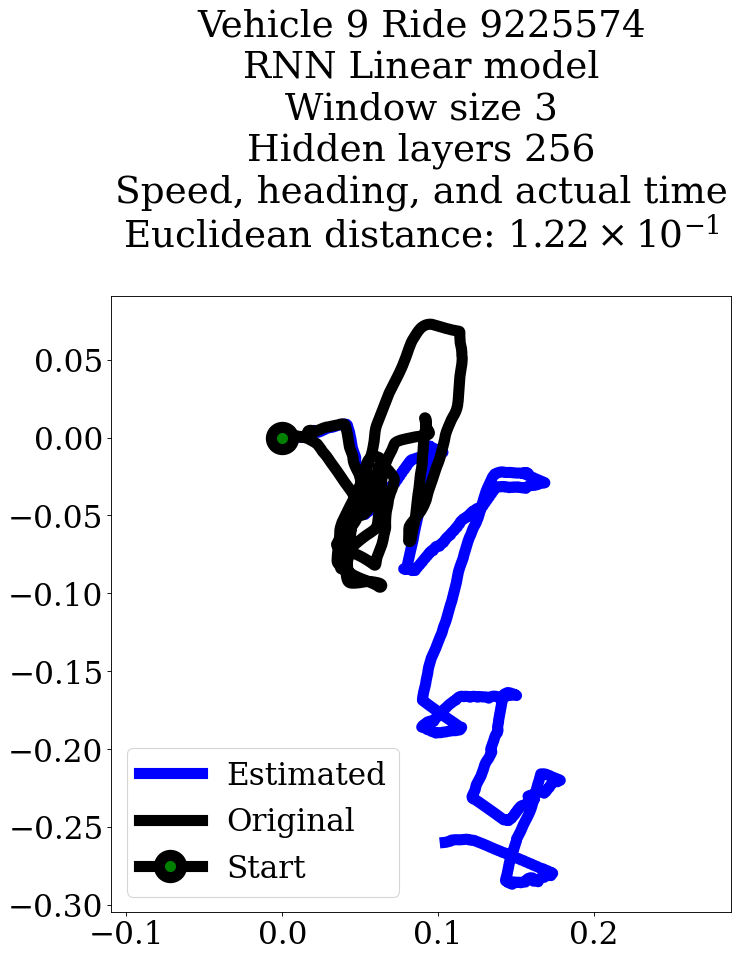 Vehicle 9 Ride 9225574
RNN Linear model
Window size 3
Hidden layers 256
Speed, heading, and actual time
Euclidean distance: 1.22 × 10⁻¹
0.05
0.00
−0.05
−0.10
−0.15
−0.20
−0.25
−0.30
Estimated
Original
Start
−0.1
0.0
0.1
0.2